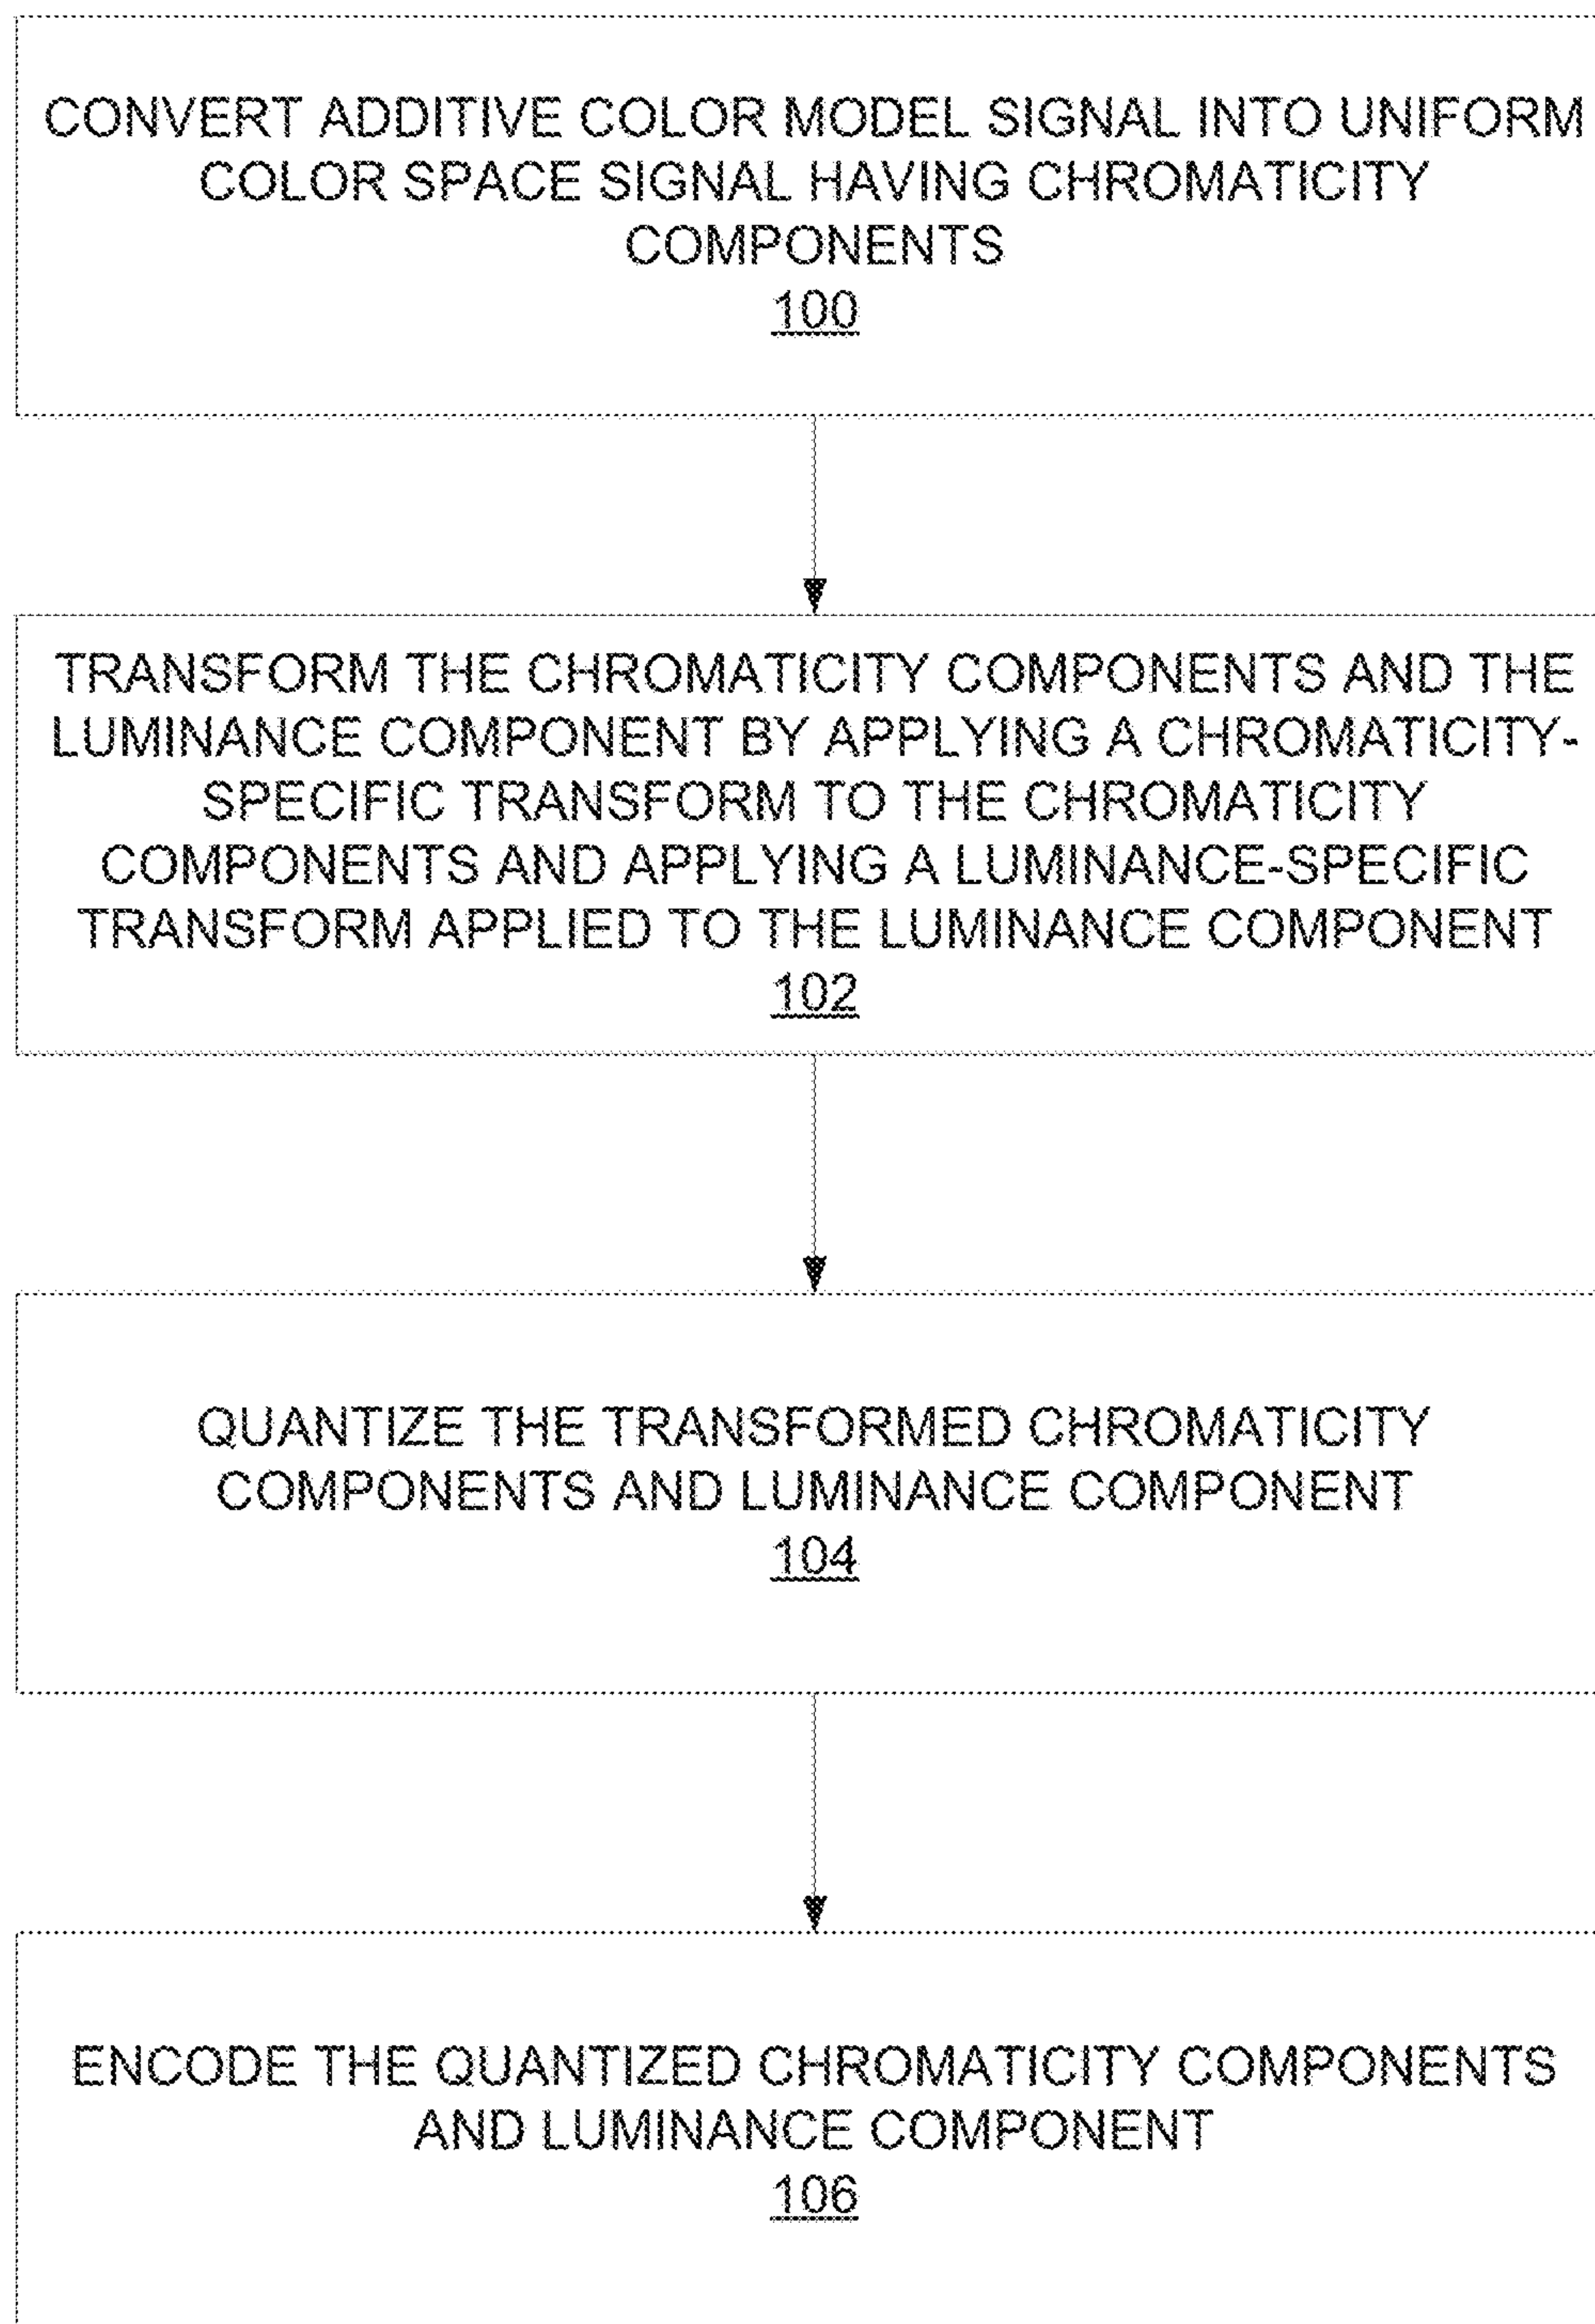 CONVERT ADDITIVE COLOR MODEL SIGNAL INTO UNIFORM
COLOR SPACE SIGNAL HAVING CHROMATICITY
COMPONENTS
100
TRANSFORM THE CHROMATICITY COMPONENTS AND THE
LUMINANCE COMPONENT BY APPLYING A CHROMATICITY-
SPECIFIC TRANSFORM TO THE CHROMATICITY
COMPONENTS AND APPLYING A LUMINANCE-SPECIFIC
TRANSFORM APPLIED TO THE LUMINANCE COMPONENT
102
QUANTIZE THE TRANSFORMED CHROMATICITY
COMPONENTS AND LUMINANCE COMPONENT
104
ENCODE THE QUANTIZED CHROMATICITY COMPONENTS
AND LUMINANCE COMPONENT
106